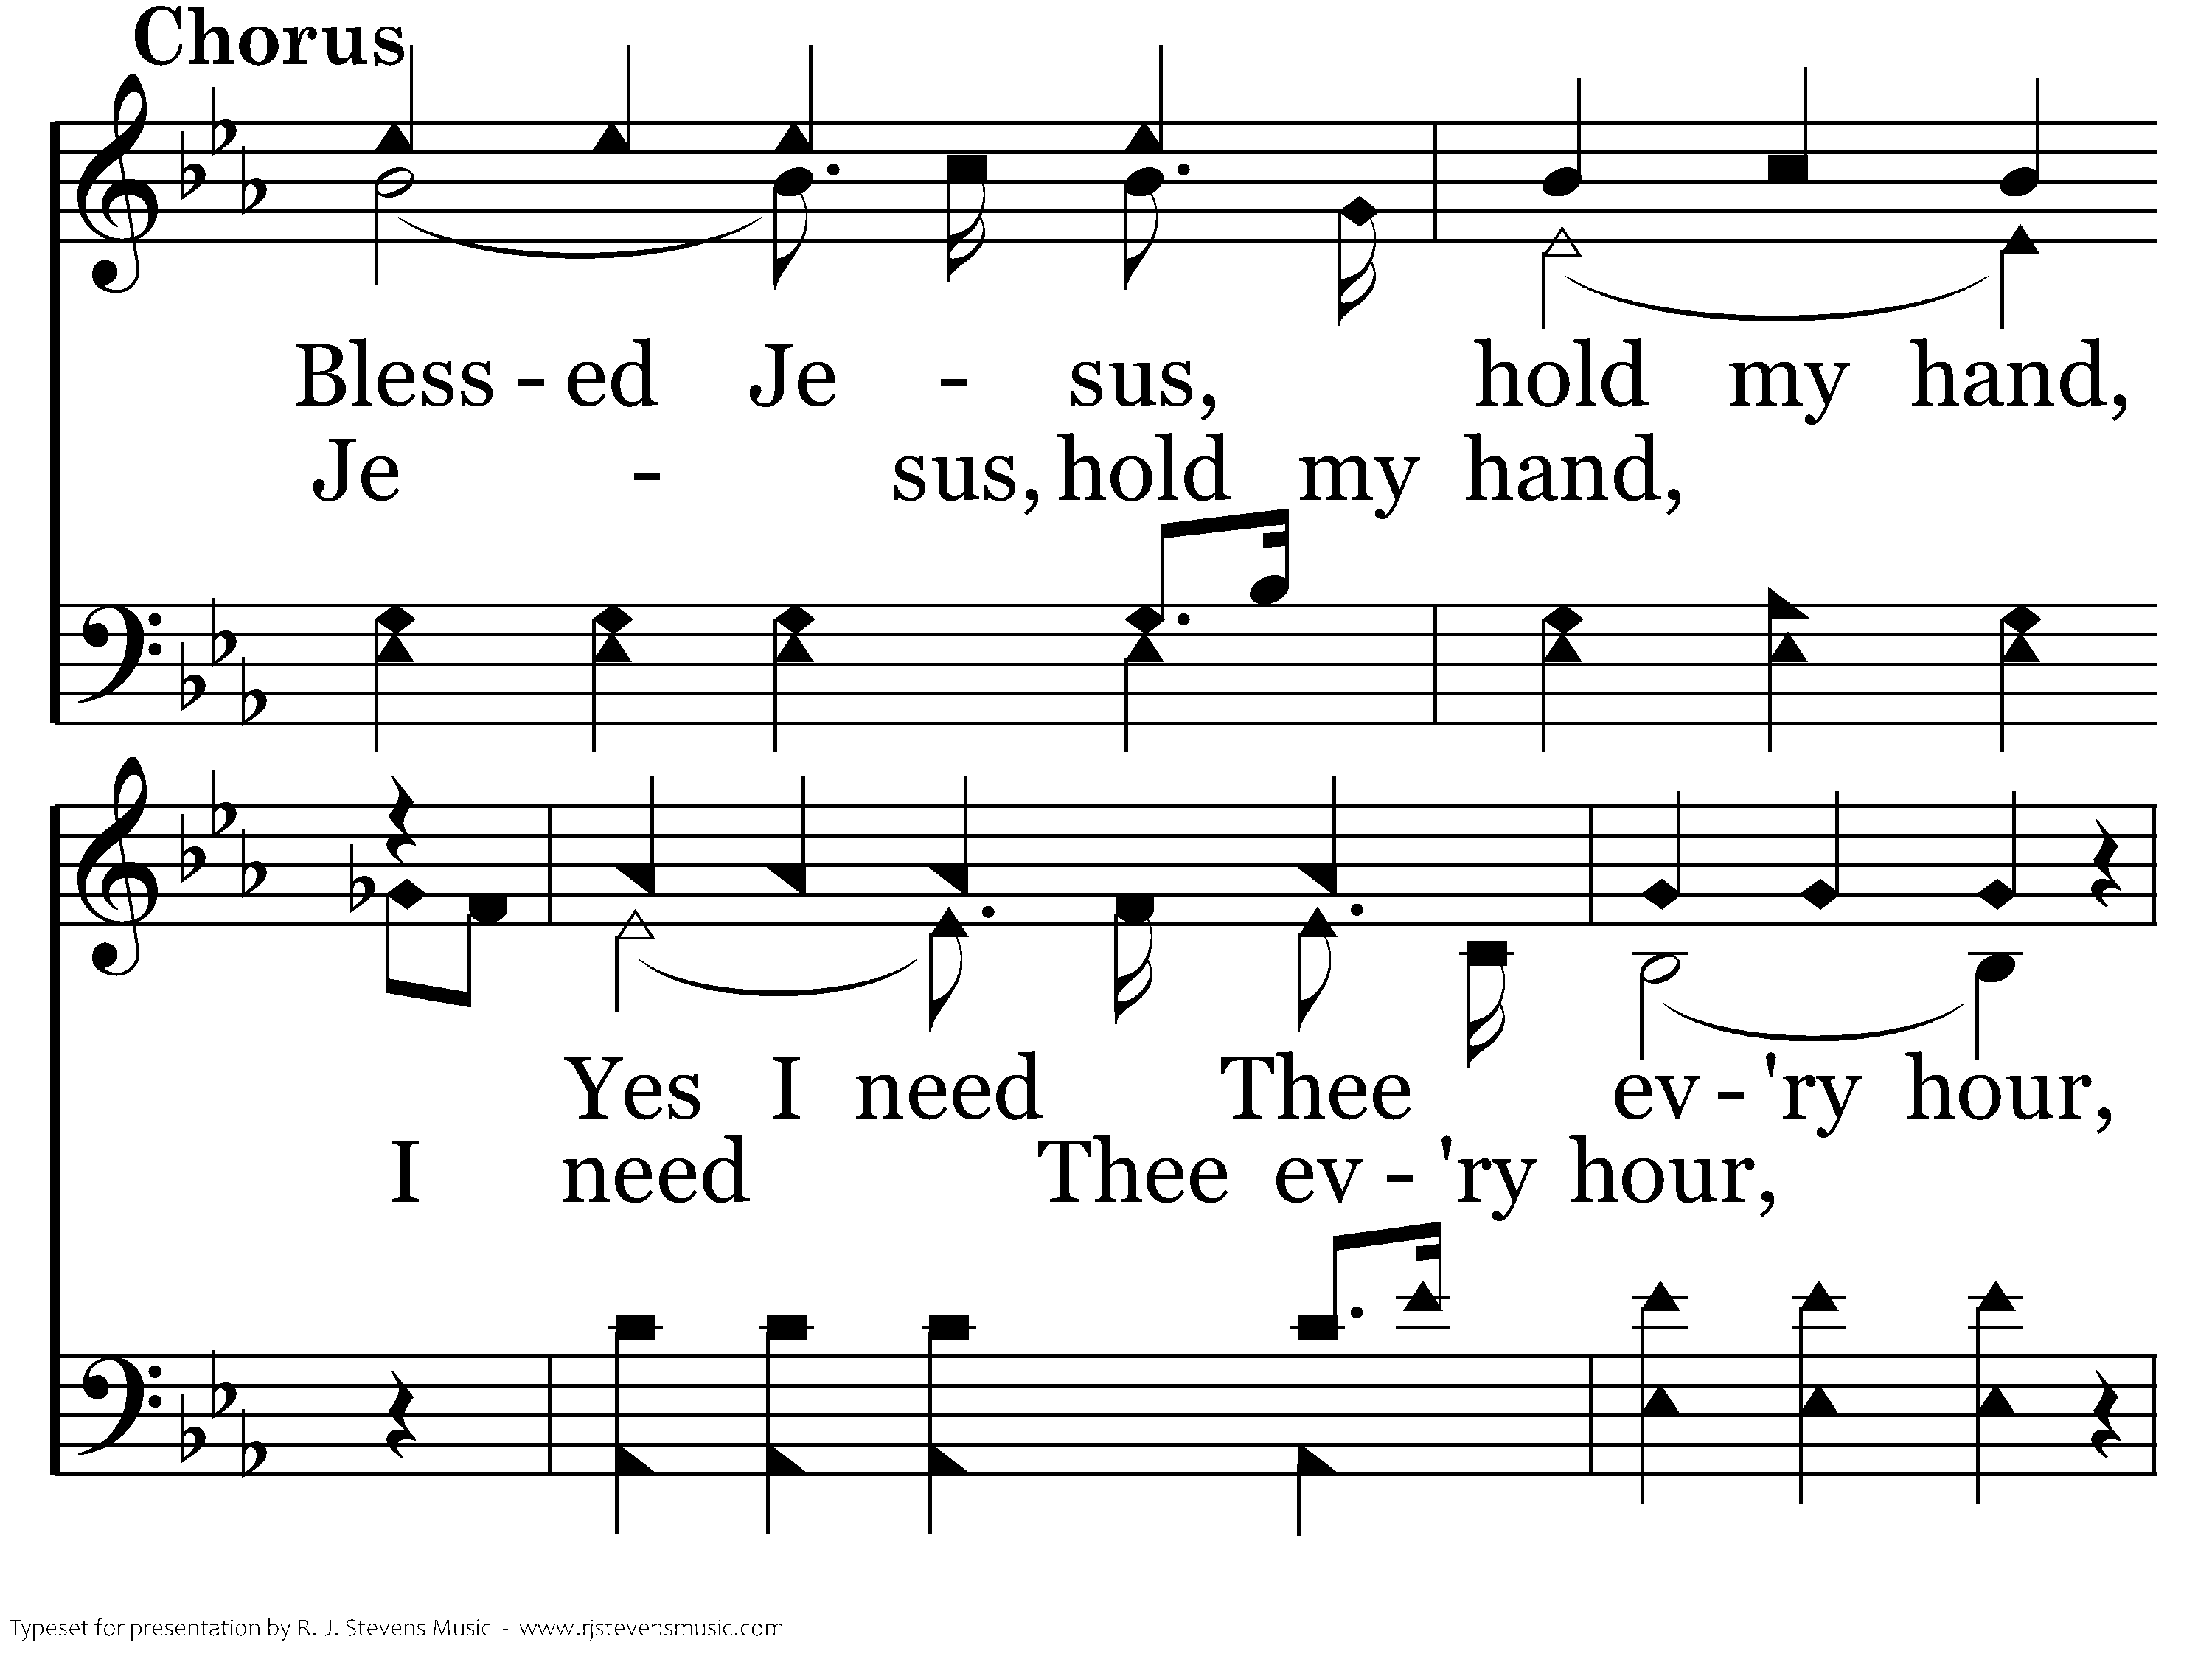 Chorus
Bless - ed Je - sus, hold my hand,
Je - sus, hold my hand,
Yes I need Thee ev - 'ry hour,
I need Thee ev - 'ry hour,
Typeset for presentation by R. J. Stevens Music - www.rjstevensmusic.com